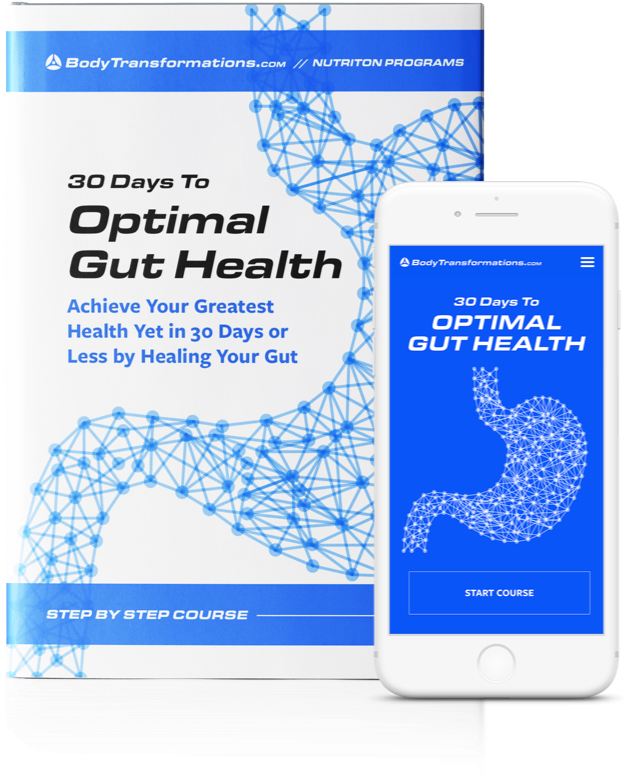 BodyTransformations.COM // NUTRITON PROGRAMS
30 Days To
Optimal
Gut Health
Achieve Your Greatest
Health Yet in 30 Days or
Less by Healing Your Gut
STEP BY STEP COURSE
BodyTransformations.COM
30 Days To
OPTIMAL
GUT HEALTH
START COURSE